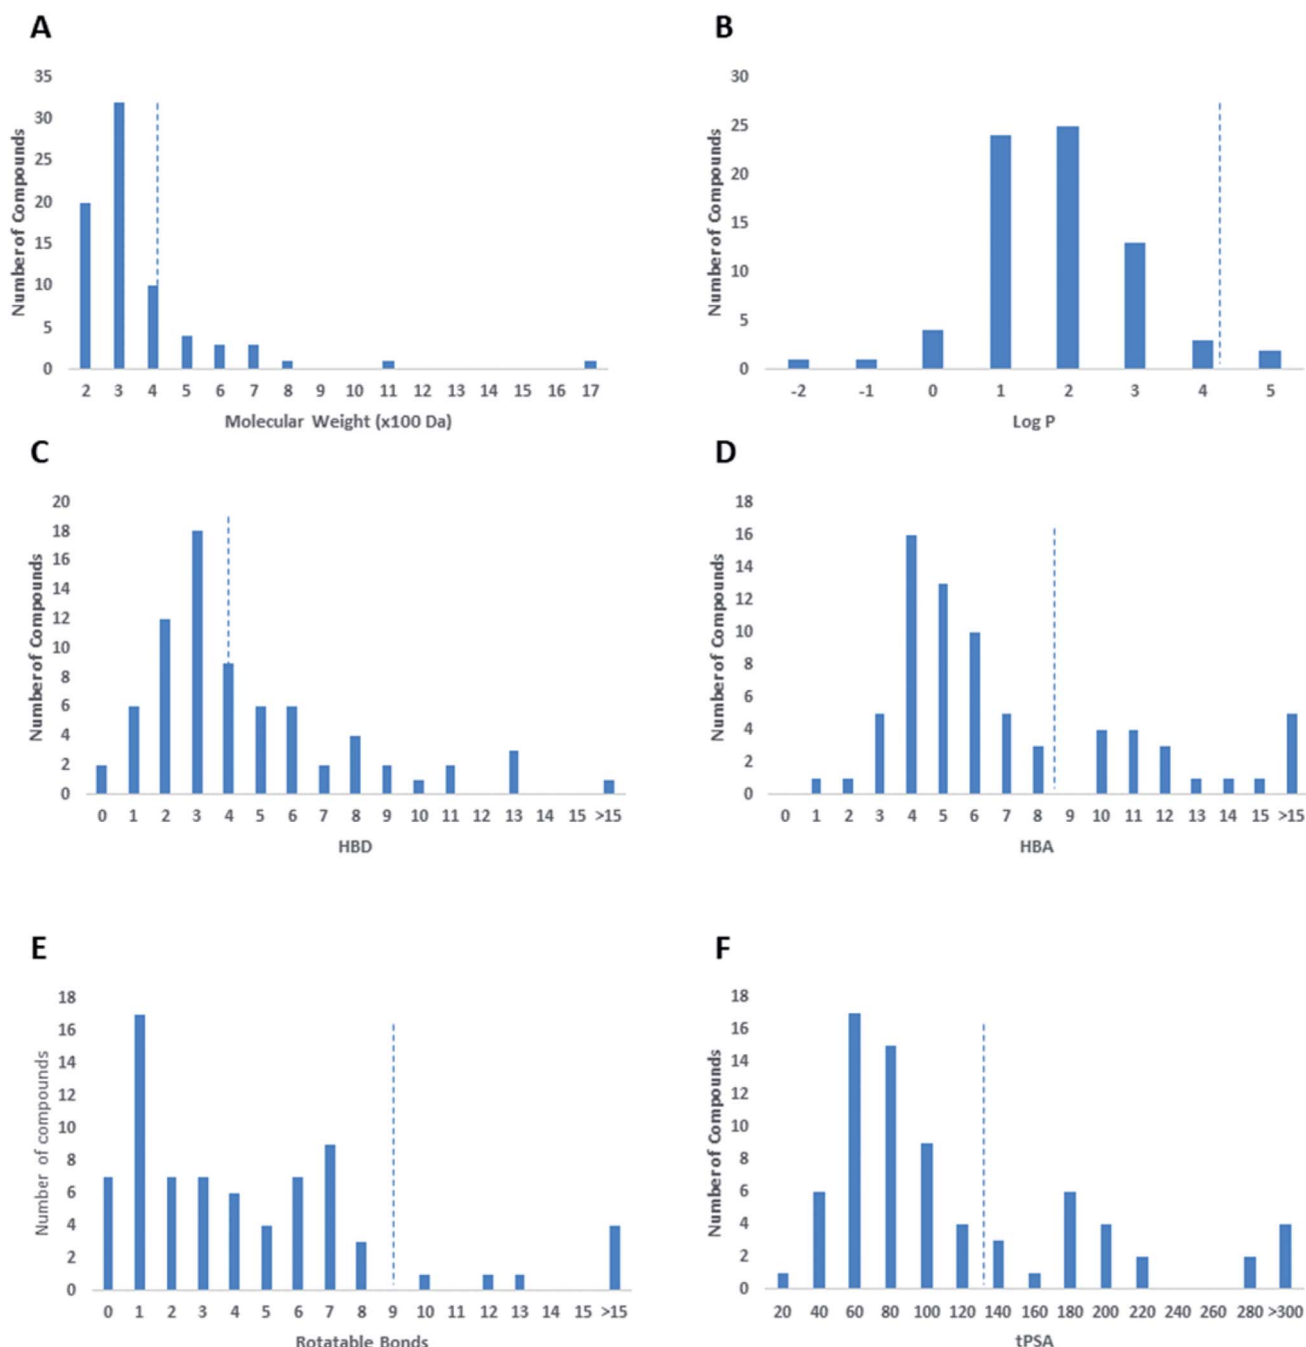 A
35
30
25
20
15
10
5
0
Number of Compounds
2 3 4 5 6 7 8 9 10 11 12 13 14 15 16 17
Molecular Weight (x100 Da)
B
30
25
20
15
10
5
0
Number of Compounds
-2 -1 0 1 2 3 4 5
Log P
C
20
18
16
14
12
10
8
6
4
2
0
Number of Compounds
0 1 2 3 4 5 6 7 8 9 10 11 12 13 14 15 >15
HBD
D
18
16
14
12
10
8
6
4
2
0
Number of Compounds
0 1 2 3 4 5 6 7 8 9 10 11 12 13 14 15 >15
HBA
E
18
16
14
12
10
8
6
4
2
0
Number of compounds
0 1 2 3 4 5 6 7 8 9 10 11 12 13 14 15 >15
Rotatable Bonds
F
18
16
14
12
10
8
6
4
2
0
Number of Compounds
20 40 60 80 100 120 140 160 180 200 220 240 260 280 >300
tPSA